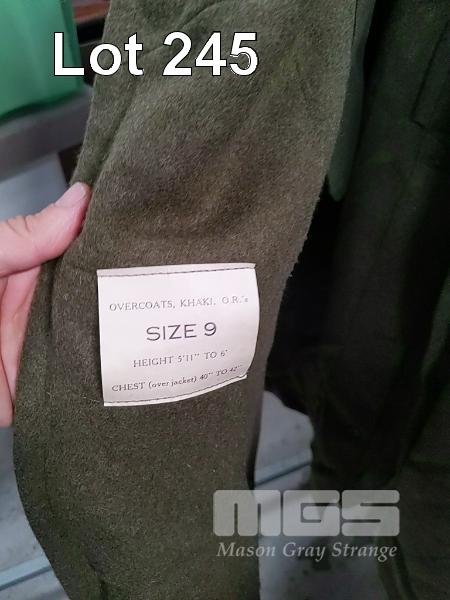 Lot 245
OVERCOATS, KHAKI, O.R.'s
SIZE 9
HEIGHT 5'11" TO 6'
CHEST (over jacket) 40" TO 42"
MGS
Mason Gray Strange